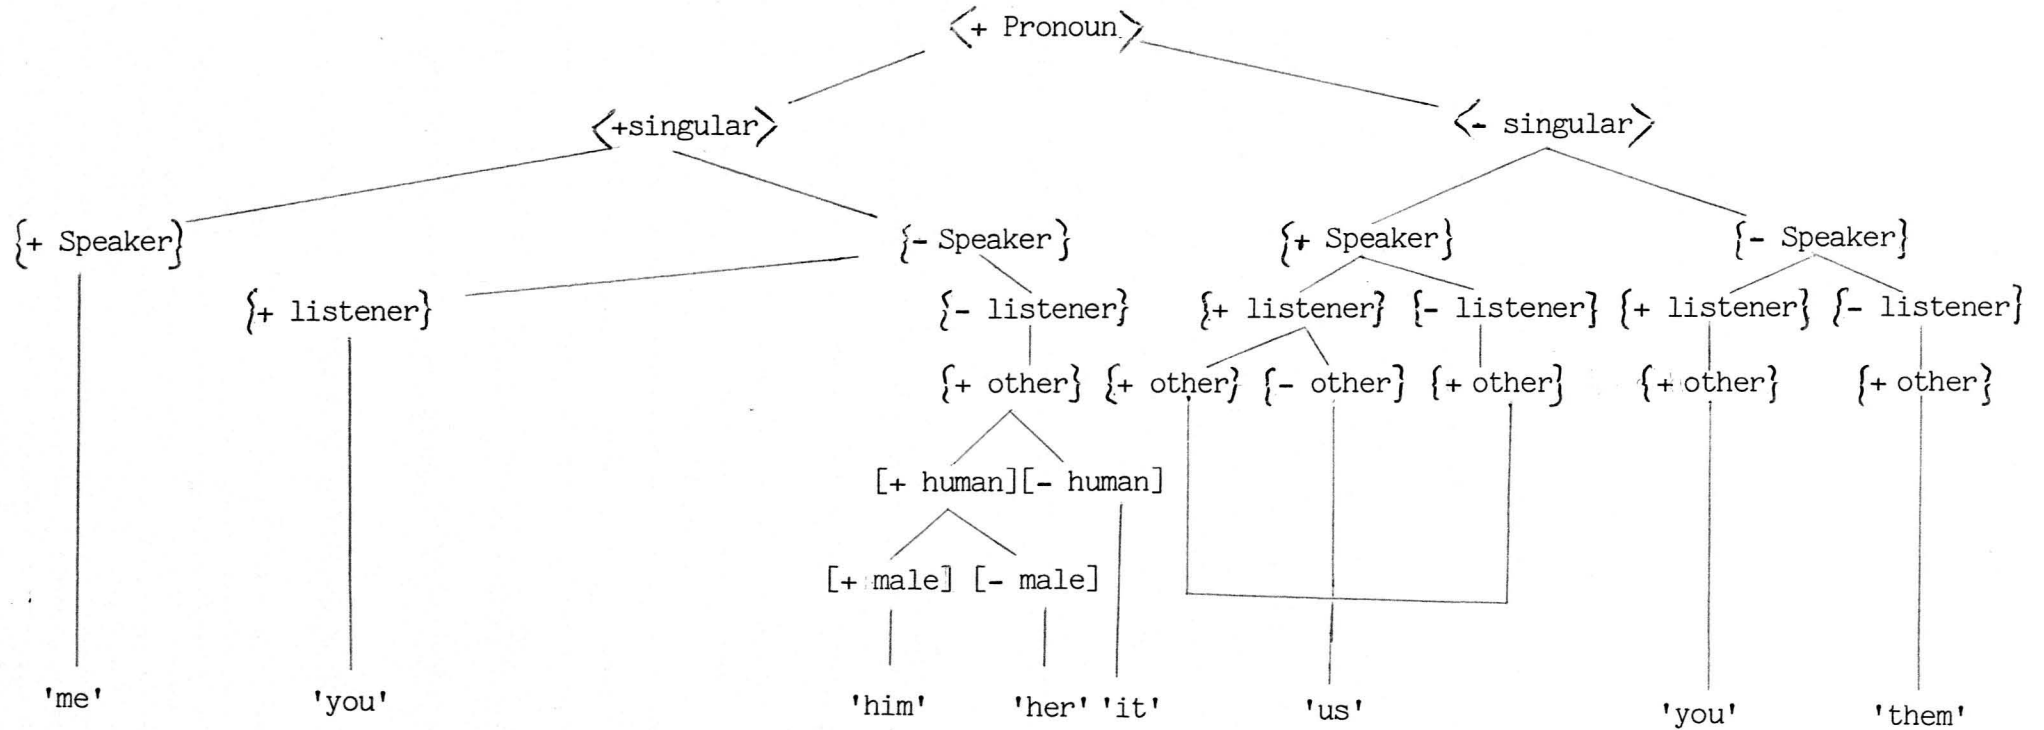 <+ Pronoun>
<+singular> <- singular>
{+ Speaker} {- Speaker} {+ Speaker} {- Speaker}
{+ listener} {- listener} {+ listener} {- listener} {+ listener} {- listener}
{+ other} {+ other} {- other} {+ other} {+ other} {+ other}
[+ human] [- human]
[+ male] [- male]
'me' 'you' 'him' 'her' 'it' 'us' 'you' 'them'